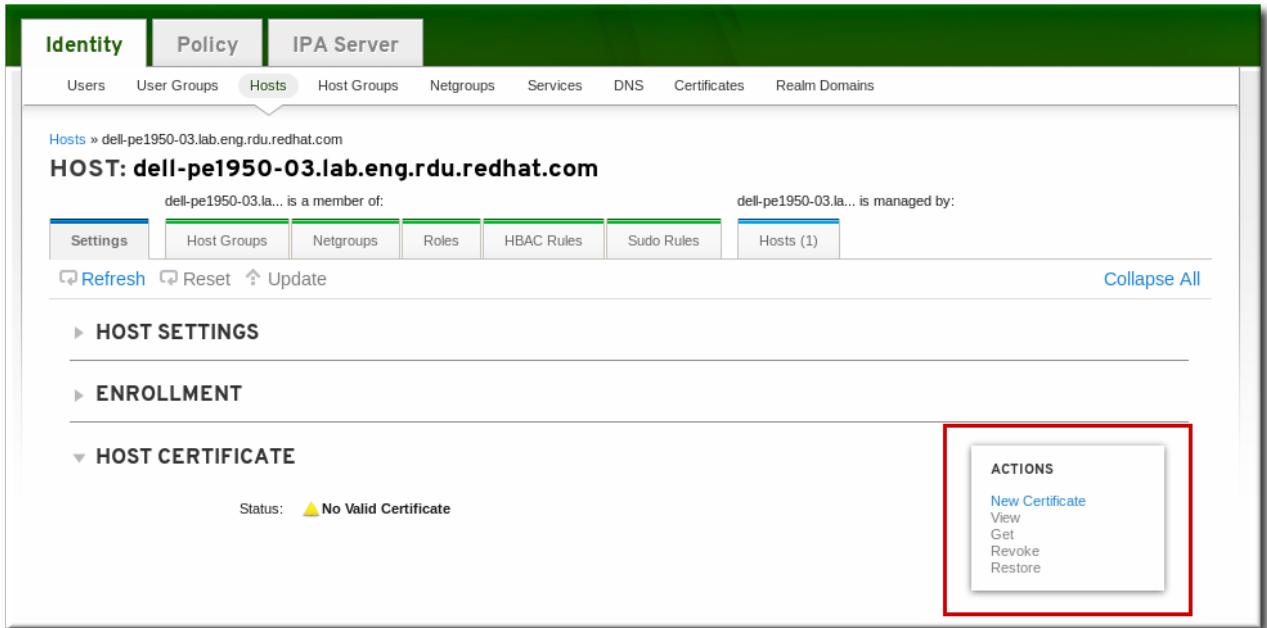 Identity Policy IPA Server
Users User Groups Hosts Host Groups Netgroups Services DNS Certificates Realm Domains
Hosts » dell-pe1950-03.lab.eng.rdu.redhat.com
HOST: dell-pe1950-03.lab.eng.rdu.redhat.com
dell-pe1950-03.la... is a member of: dell-pe1950-03.la... is managed by:
Settings Host Groups Netgroups Roles HBAC Rules Sudo Rules Hosts (1)
Refresh Reset Update Collapse All
HOST SETTINGS
ENROLLMENT
HOST CERTIFICATE
Status: No Valid Certificate
ACTIONS
New Certificate
View
Get
Revoke
Restore